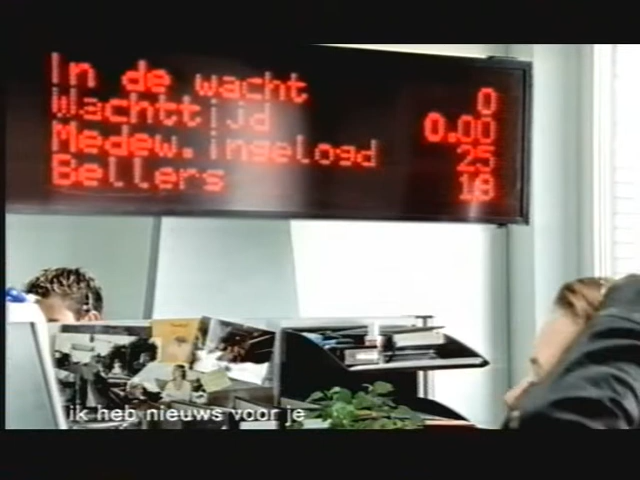 In de wacht 0
Wachttijd 0.00
Medew. ingelogd 25
Bellers 18
ik heb nieuws voor je